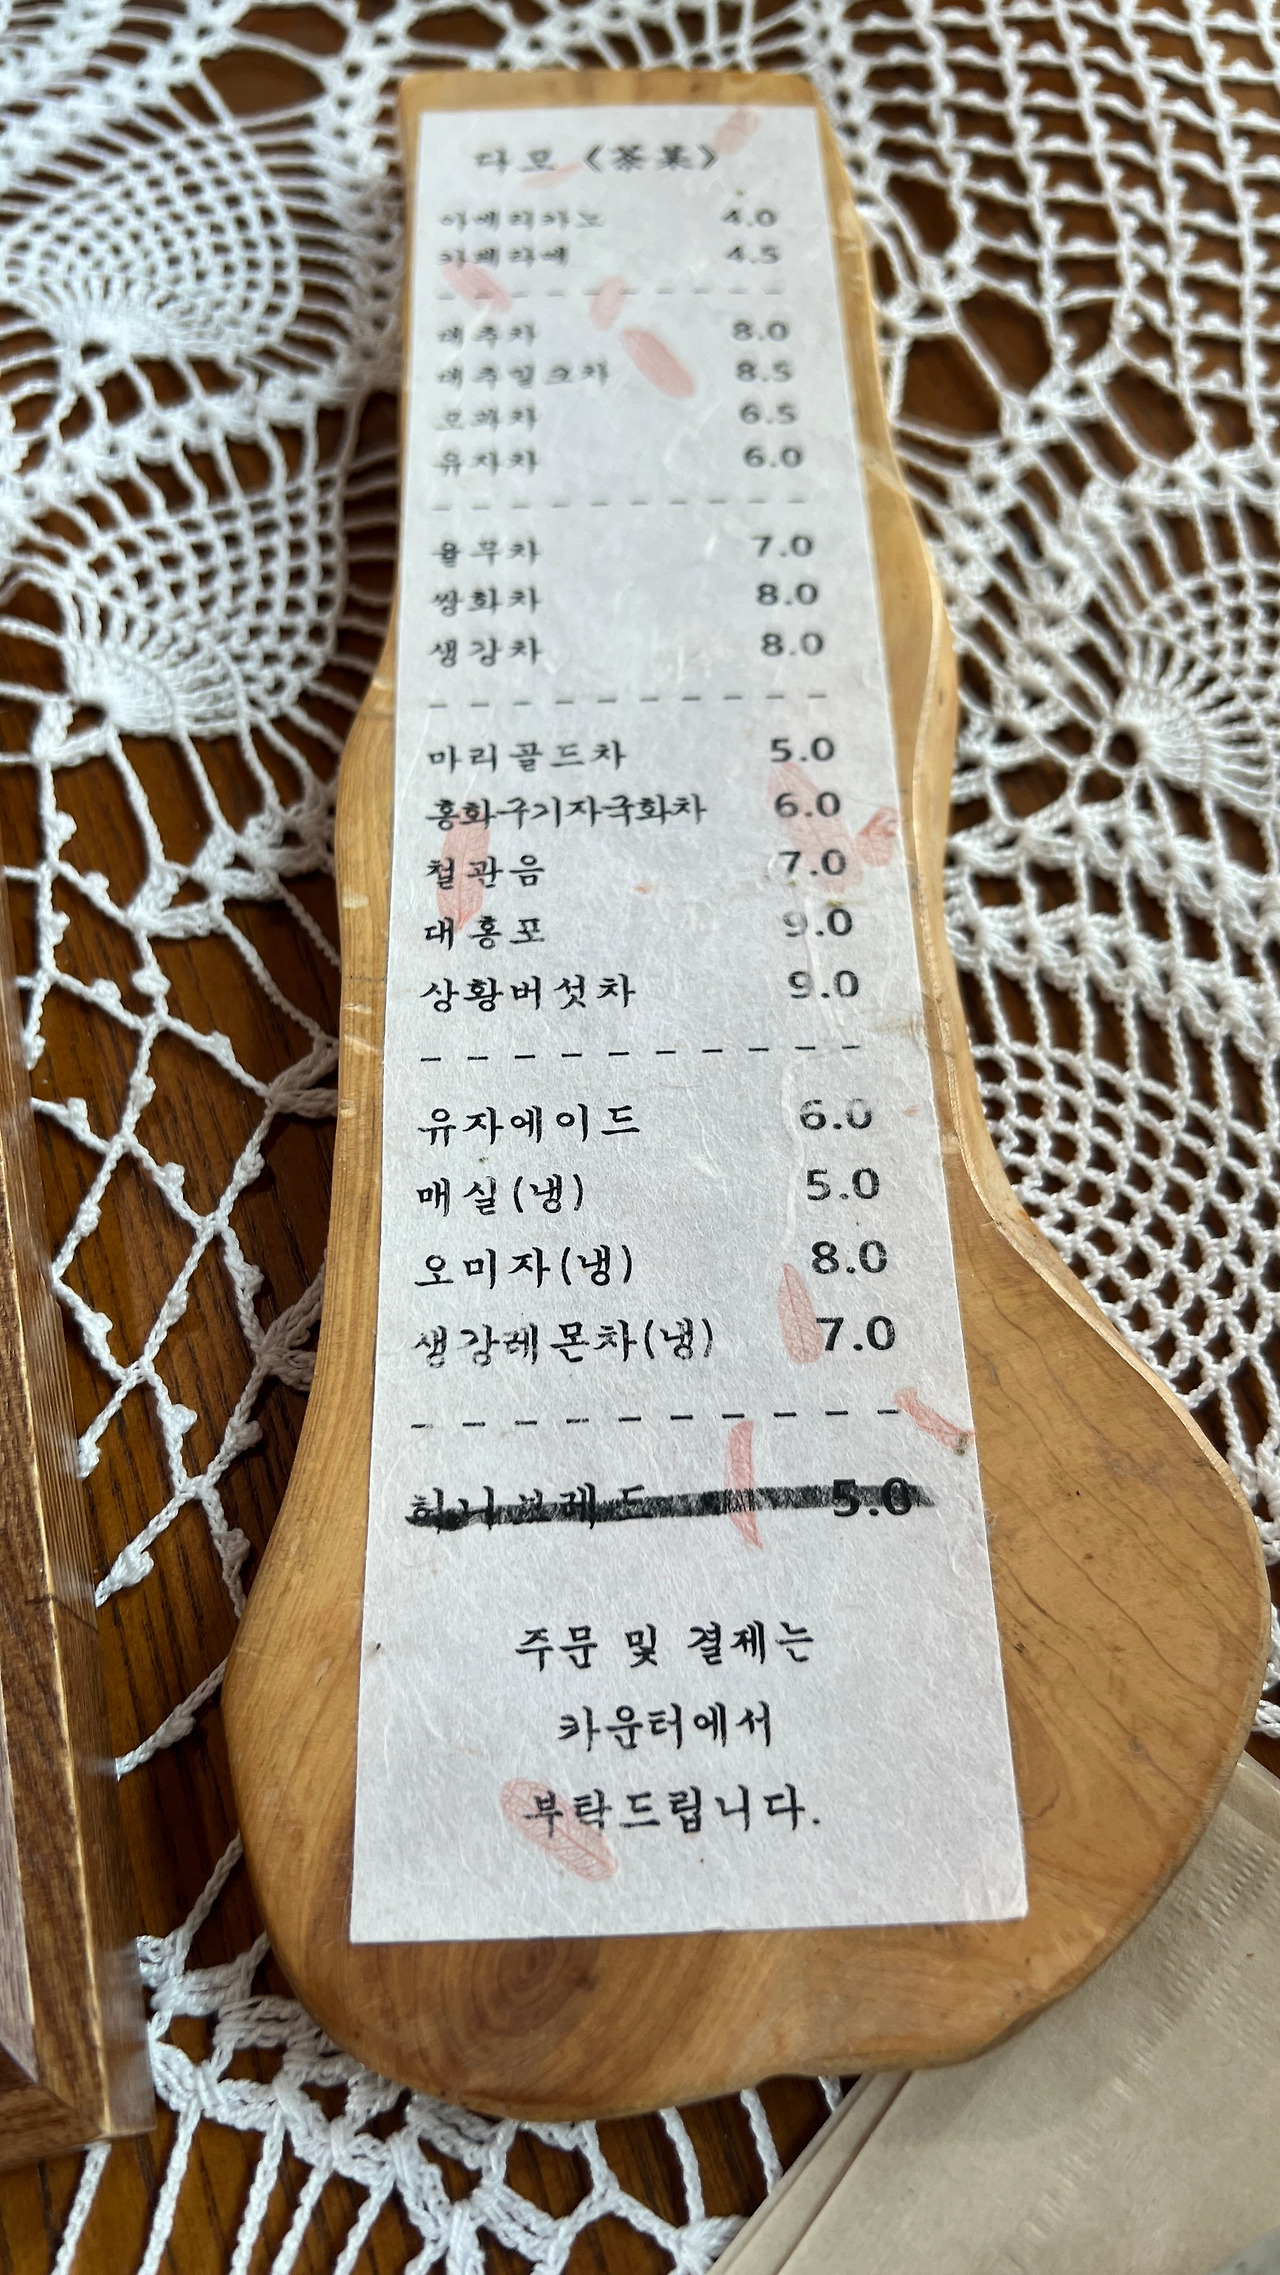 다모 《茶某》
아메리카노 4.0
카페라떼 4.5
대추차 8.0
대추밀크차 8.5
모과차 6.5
유자차 6.0
율무차 7.0
쌍화차 8.0
생강차 8.0
마리골드차 5.0
홍화구기자국화차 6.0
철관음 7.0
대홍포 9.0
상황버섯차 9.0
유자에이드 6.0
매실(냉) 5.0
오미자(냉) 8.0
생강레몬차(냉) 7.0
허니브레드 5.0
주문 및 결제는
카운터에서
부탁드립니다.